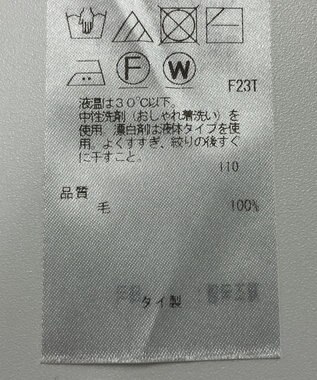 F W
F23T
液温は30℃以下。
中性洗剤（おしゃれ着洗い）を
使用。漂白剤は液体タイプを使
用。よくすすぎ、絞りの後すぐ
に干すこと。
110
品質
毛 100%
タイ製